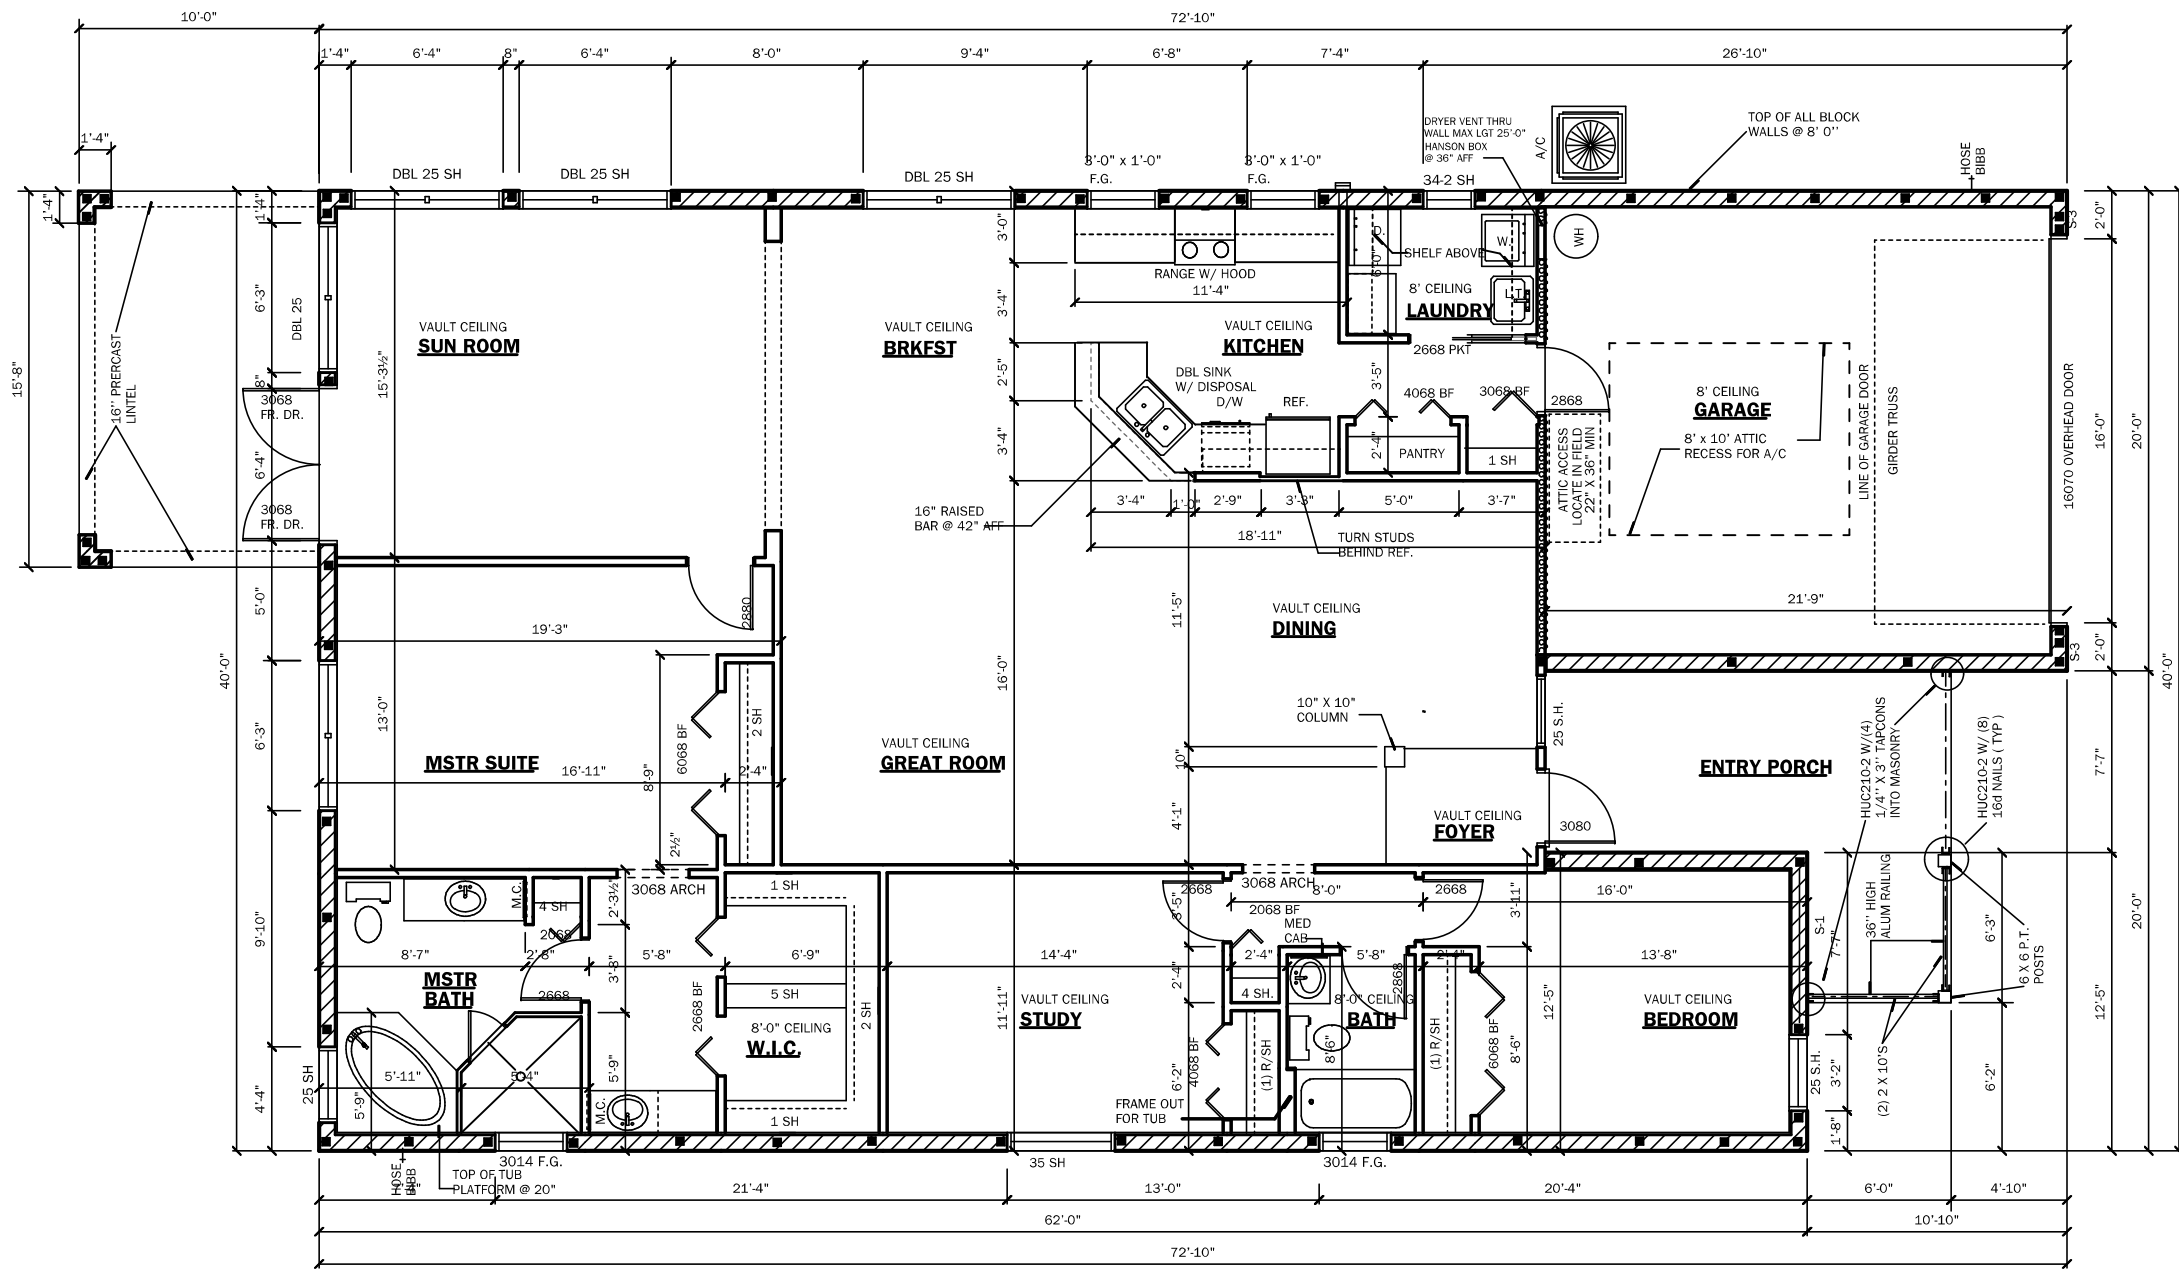 10'-0"
72'-10"
1'-4"
6'-4"
8"
6'-4"
8'-0"
9'-4"
6'-8"
7'-4"
26'-10"
1'-4"
DBL 25 SH
DBL 25 SH
DBL 25 SH
3'-0" x 1'-0"
F.G.
3'-0" x 1'-0"
F.G.
DRYER VENT THRU
WALL MAX LGT 25'-0"
HANSON BOX
@ 36" AFF
34-2 SH
A/C
TOP OF ALL BLOCK
WALLS @ 8' 0''
HOSE
BIBB
1'-4"
1'-4"
15'-8"
16'' PRERCAST
LINTEL
6'-3"
DBL 25
8"
3068
FR. DR.
6'-4"
3068
FR. DR.
15'-3½"
VAULT CEILING
SUN ROOM
VAULT CEILING
BRKFST
3'-0"
3'-4"
2'-5"
3'-4"
RANGE W/ HOOD
11'-4"
VAULT CEILING
KITCHEN
DBL SINK
W/ DISPOSAL
D/W
REF.
D.
W.
SHELF ABOVE
6'-0"
8' CEILING
LAUNDRY
L.T.
2668 PKT
WH
3'-5"
4068 BF
3068 BF
2868
2'-4"
PANTRY
1 SH
8' CEILING
GARAGE
8' x 10' ATTIC
RECESS FOR A/C
ATTIC ACCESS
LOCATE IN FIELD
22" X 36" MIN
LINE OF GARAGE DOOR
GIRDER TRUSS
16070 OVERHEAD DOOR
S-3
2'-0"
16'-0"
20'-0"
16" RAISED
BAR @ 42" AFF
3'-4"
1'-0"
2'-9"
3'-3"
5'-0"
3'-7"
18'-11"
TURN STUDS
BEHIND REF.
21'-9"
2'-0"
S-3
5'-0"
40'-0"
40'-0"
2880
19'-3"
11'-5"
VAULT CEILING
DINING
16'-0"
13'-0"
6'-3"
MSTR SUITE
16'-11"
2'-4"
8'-9"
6068 BF
2 SH
2½"
VAULT CEILING
GREAT ROOM
10" X 10"
COLUMN
10"
4'-1"
25 S.H.
ENTRY PORCH
VAULT CEILING
FOYER
3080
HUC210-2 W/(4)
1/4'' X 3'' TAPCONS
INTO MASONRY
HUC210-2 W/ (8)
16d NAILS ( TYP )
7'-7"
9'-10"
M.C.
4 SH
2068
2'-3½"
3068 ARCH
1 SH
2668
3'-5"
3068 ARCH
8'-0"
2668
16'-0"
3'-11"
2068 BF
MED
CAB
S-1
7'-7"
36'' HIGH
ALUM RAILING
6'-3"
6 X 6 P.T.
POSTS
20'-0"
8'-7"
2'-8"
5'-8"
6'-9"
14'-4"
2'-4"
5'-8"
2'-4"
13'-8"
3'-3"
MSTR
BATH
2668
2668 BF
5 SH
2 SH
8'-0" CEILING
W.I.C.
11'-11"
VAULT CEILING
STUDY
2'-4"
4 SH.
8'-0" CEILING
BATH
2868
8'-6"
(1) R/SH
(1) R/SH
6068 BF
8'-6"
12'-5"
VAULT CEILING
BEDROOM
12'-5"
4'-4"
25 SH
5'-11"
5'-4"
5'-9"
5'-9"
M.C.
1 SH
6'-2"
4068 BF
FRAME OUT
FOR TUB
25 S.H.
3'-2"
1'-8"
(2) 2 X 10'S
6'-2"
HOSE
BIBB
TOP OF TUB
PLATFORM @ 20"
3014 F.G.
35 SH
3014 F.G.
21'-4"
13'-0"
20'-4"
6'-0"
4'-10"
62'-0"
10'-10"
72'-10"